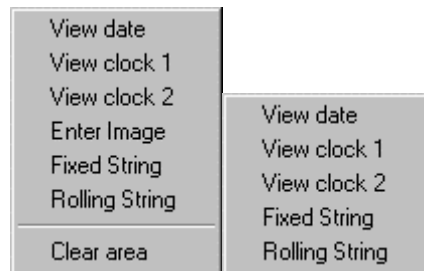 View date
View clock 1
View clock 2
Enter Image
Fixed String
Rolling String
Clear area
View date
View clock 1
View clock 2
Fixed String
Rolling String